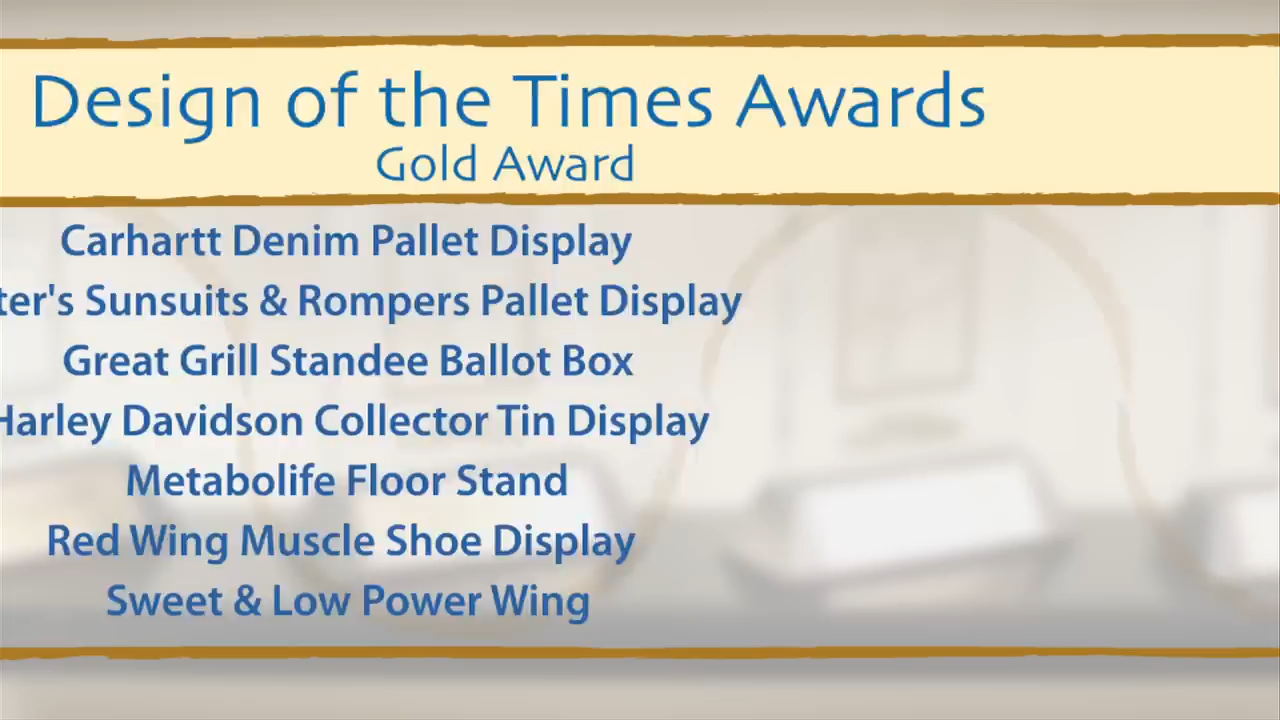 Design of the Times Awards
Gold Award
Carhartt Denim Pallet Display
Sunsuits & Rompers Pallet Display
Great Grill Standee Ballot Box
Harley Davidson Collector Tin Display
Metabolife Floor Stand
Red Wing Muscle Shoe Display
Sweet & Low Power Wing